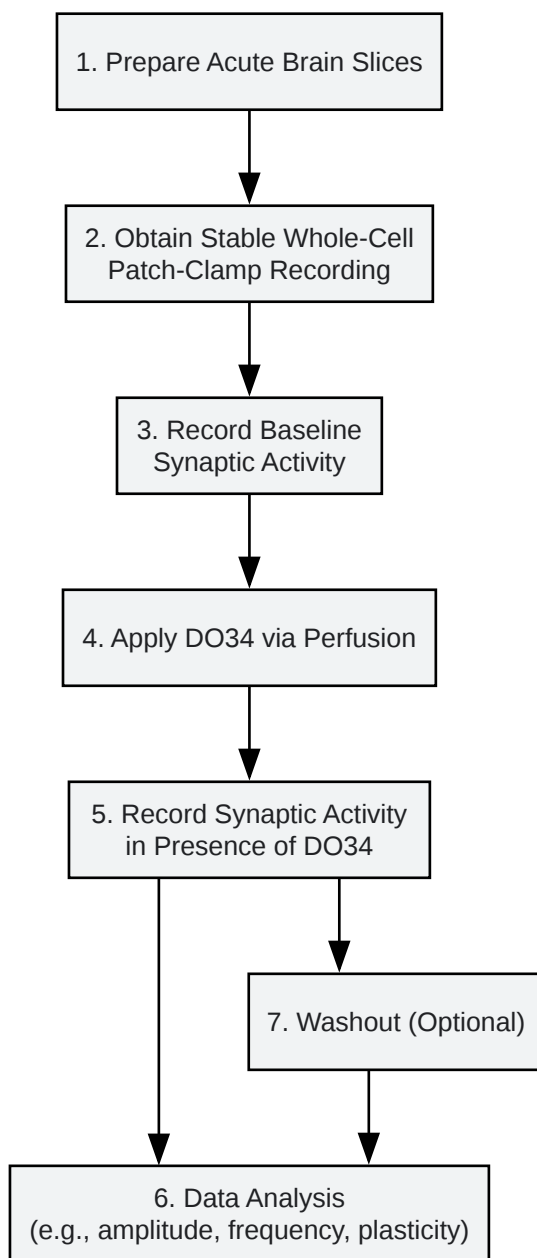 1. Prepare Acute Brain Slices
2. Obtain Stable Whole-Cell
Patch-Clamp Recording
3. Record Baseline
Synaptic Activity
4. Apply DO34 via Perfusion
5. Record Synaptic Activity
in Presence of DO34
7. Washout (Optional)
6. Data Analysis
(e.g., amplitude, frequency, plasticity)